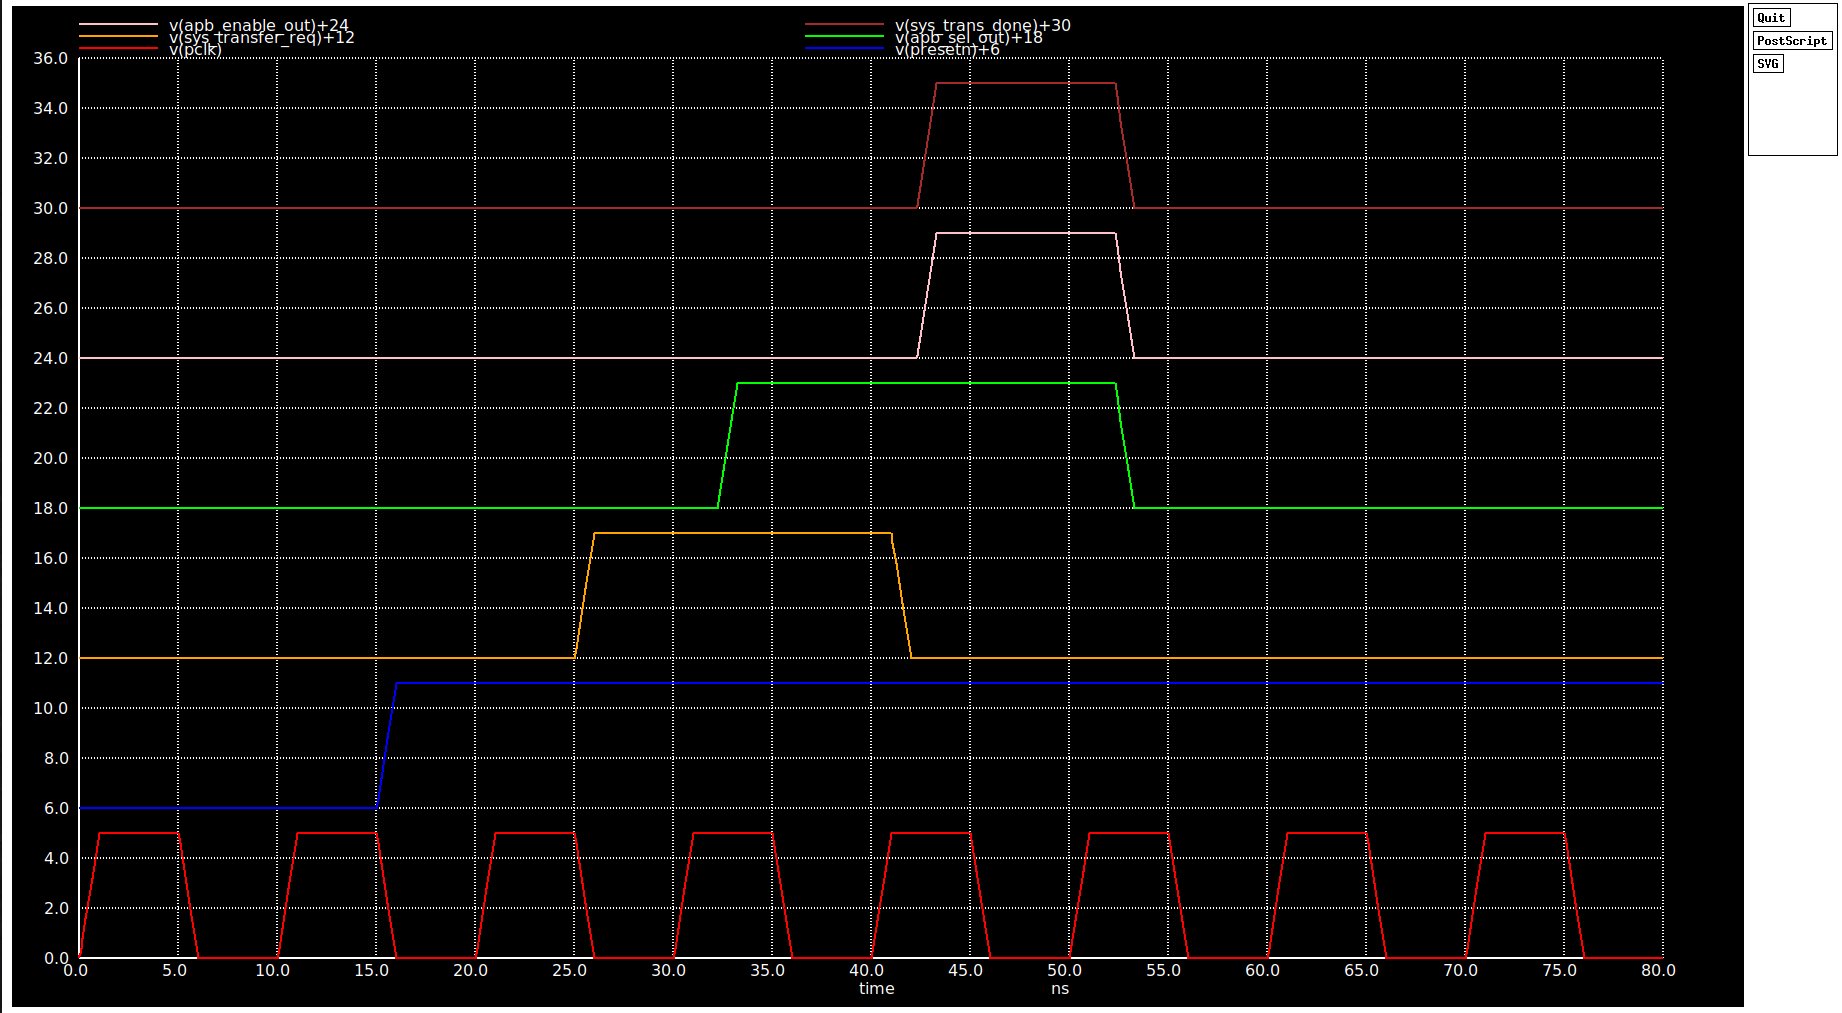 v(apb_enable_out)+24 v(sys_trans_done)+30
v(sys_transfer_req)+12 v(apb_sel_out)+18
v(pclk) v(presetn)+6
36.0
34.0
32.0
30.0
28.0
26.0
24.0
22.0
20.0
18.0
16.0
14.0
12.0
10.0
8.0
6.0
4.0
2.0
0.0
0.0 5.0 10.0 15.0 20.0 25.0 30.0 35.0 40.0 45.0 50.0 55.0 60.0 65.0 70.0 75.0 80.0
time ns
Quit
PostScript
SVG